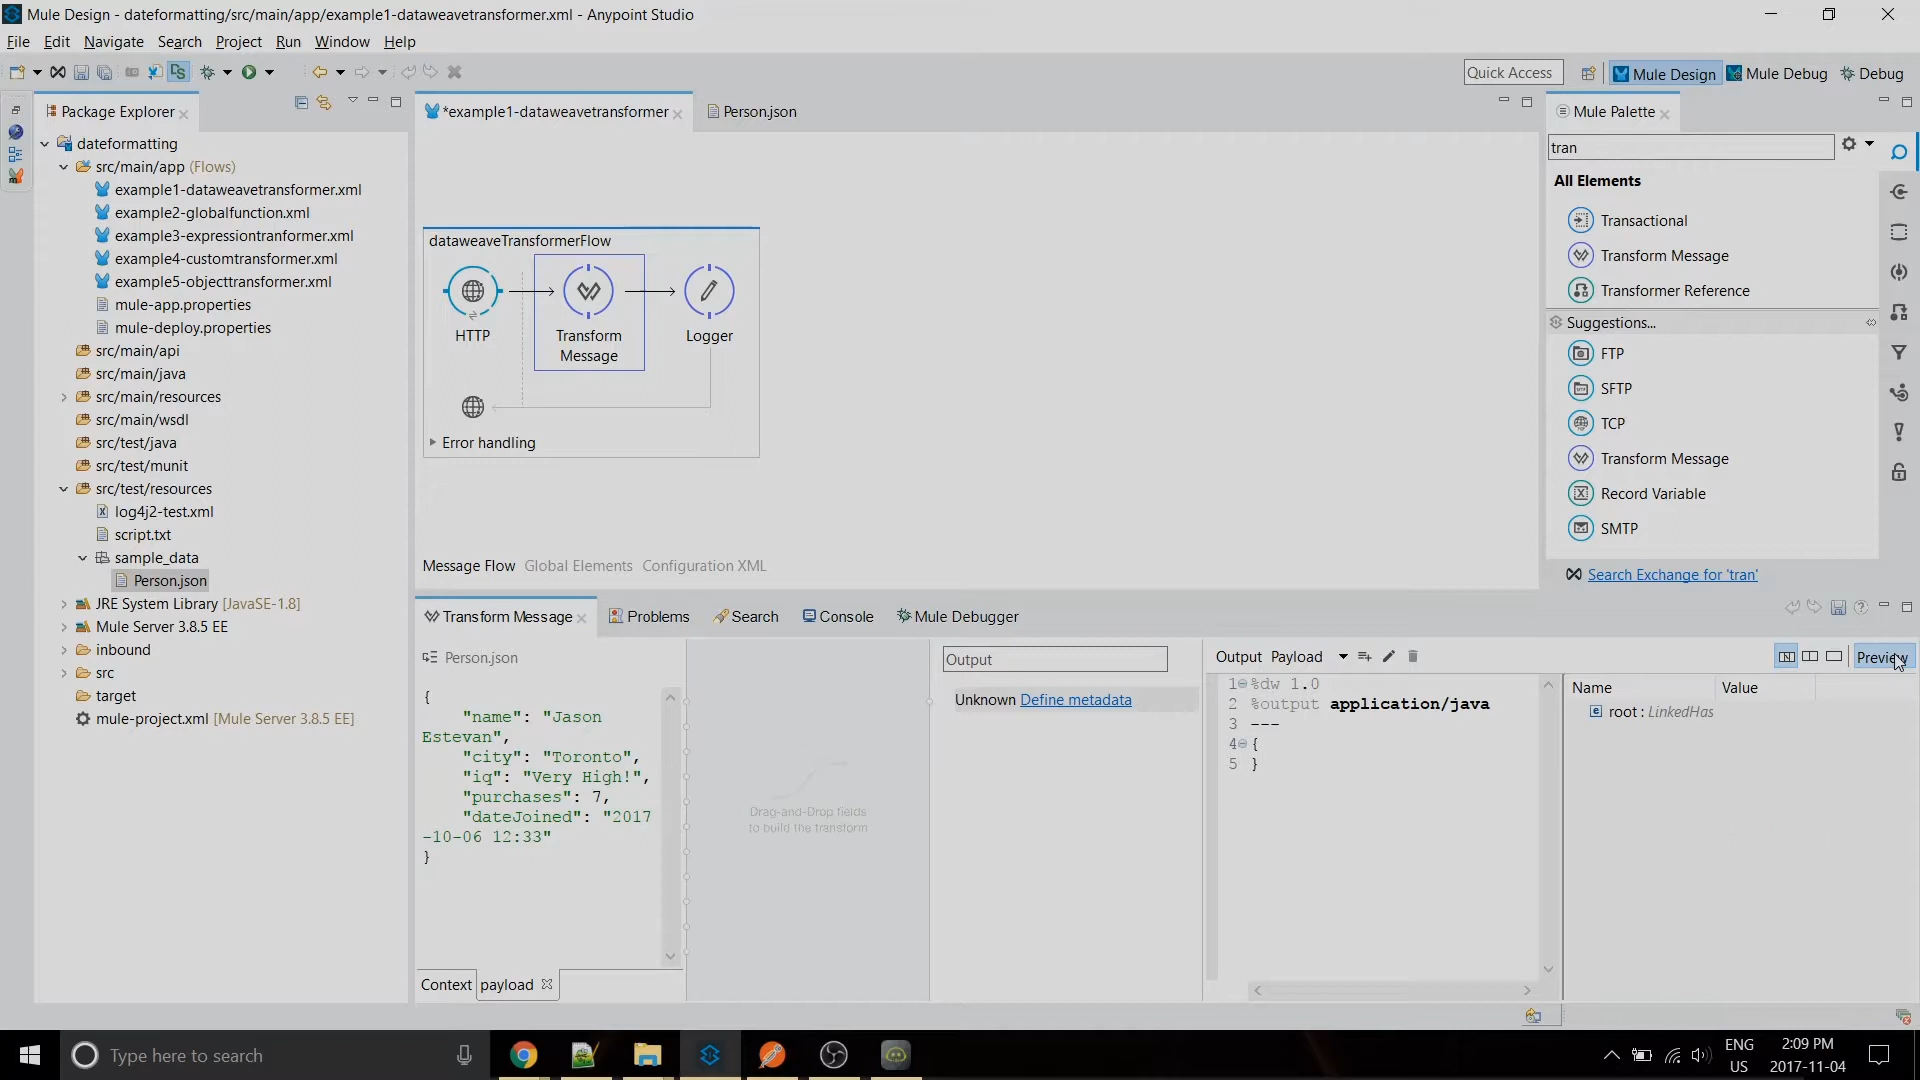 Mule Design - dateformatting/src/main/app/example1-dataweavetransformer.xml - Anypoint Studio
File Edit Navigate Search Project Run Window Help
Quick Access
Mule Design Mule Debug Debug
Package Explorer
dateformatting
src/main/app (Flows)
example1-dataweavetransformer.xml
example2-globalfunction.xml
example3-expressiontranformer.xml
example4-customtransformer.xml
example5-objecttransformer.xml
mule-app.properties
mule-deploy.properties
src/main/api
src/main/java
src/main/resources
src/main/wsdl
src/test/java
src/test/munit
src/test/resources
log4j2-test.xml
script.txt
sample_data
Person.json
JRE System Library [JavaSE-1.8]
Mule Server 3.8.5 EE
inbound
src
target
mule-project.xml [Mule Server 3.8.5 EE]
*example1-dataweavetransformer Person.json
dataweaveTransformerFlow
HTTP
Transform
Message
Logger
Error handling
Message Flow Global Elements Configuration XML
Mule Palette
tran
All Elements
Transactional
Transform Message
Transformer Reference
Suggestions...
FTP
SFTP
TCP
Transform Message
Record Variable
SMTP
Search Exchange for 'tran'
Transform Message Problems Search Console Mule Debugger
Person.json
{
"name": "Jason
Estevan",
"city": "Toronto",
"iq": "Very High!",
"purchases": 7,
"dateJoined": "2017
-10-06 12:33"
}
Context payload
Drag-and-Drop fields
to build the transform
Output
Unknown Define metadata
Output Payload
Preview
1 %dw 1.0
2 %output application/java
3 ---
4 {
5 }
Name Value
root : LinkedHas
Type here to search
ENG
US
2:09 PM
2017-11-04